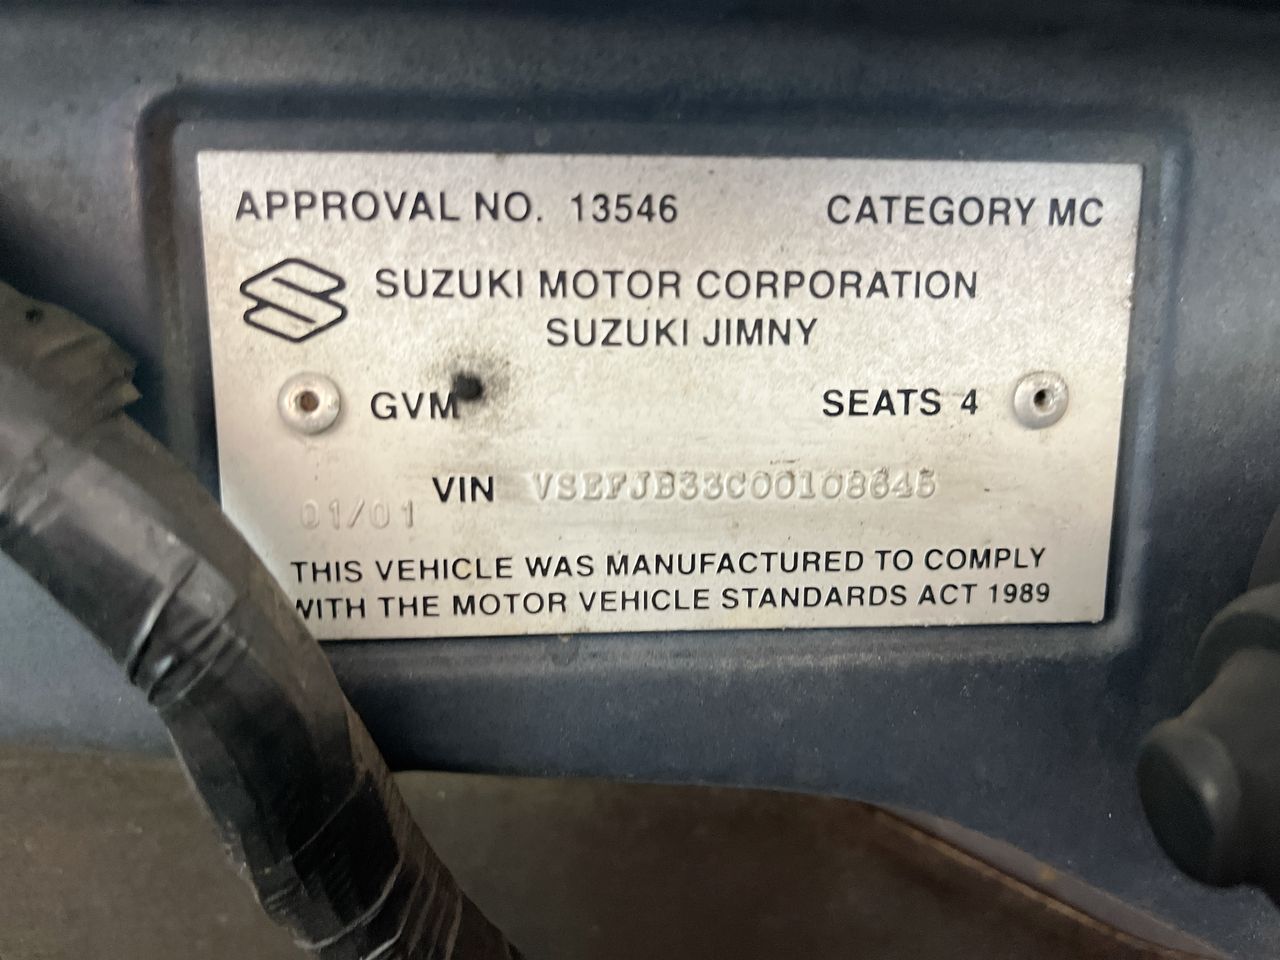 APPROVAL NO. 13546 CATEGORY MC
SUZUKI MOTOR CORPORATION
SUZUKI JIMNY
GVM SEATS 4
VIN VSEFJB33C00108645
01/01
THIS VEHICLE WAS MANUFACTURED TO COMPLY
WITH THE MOTOR VEHICLE STANDARDS ACT 1989